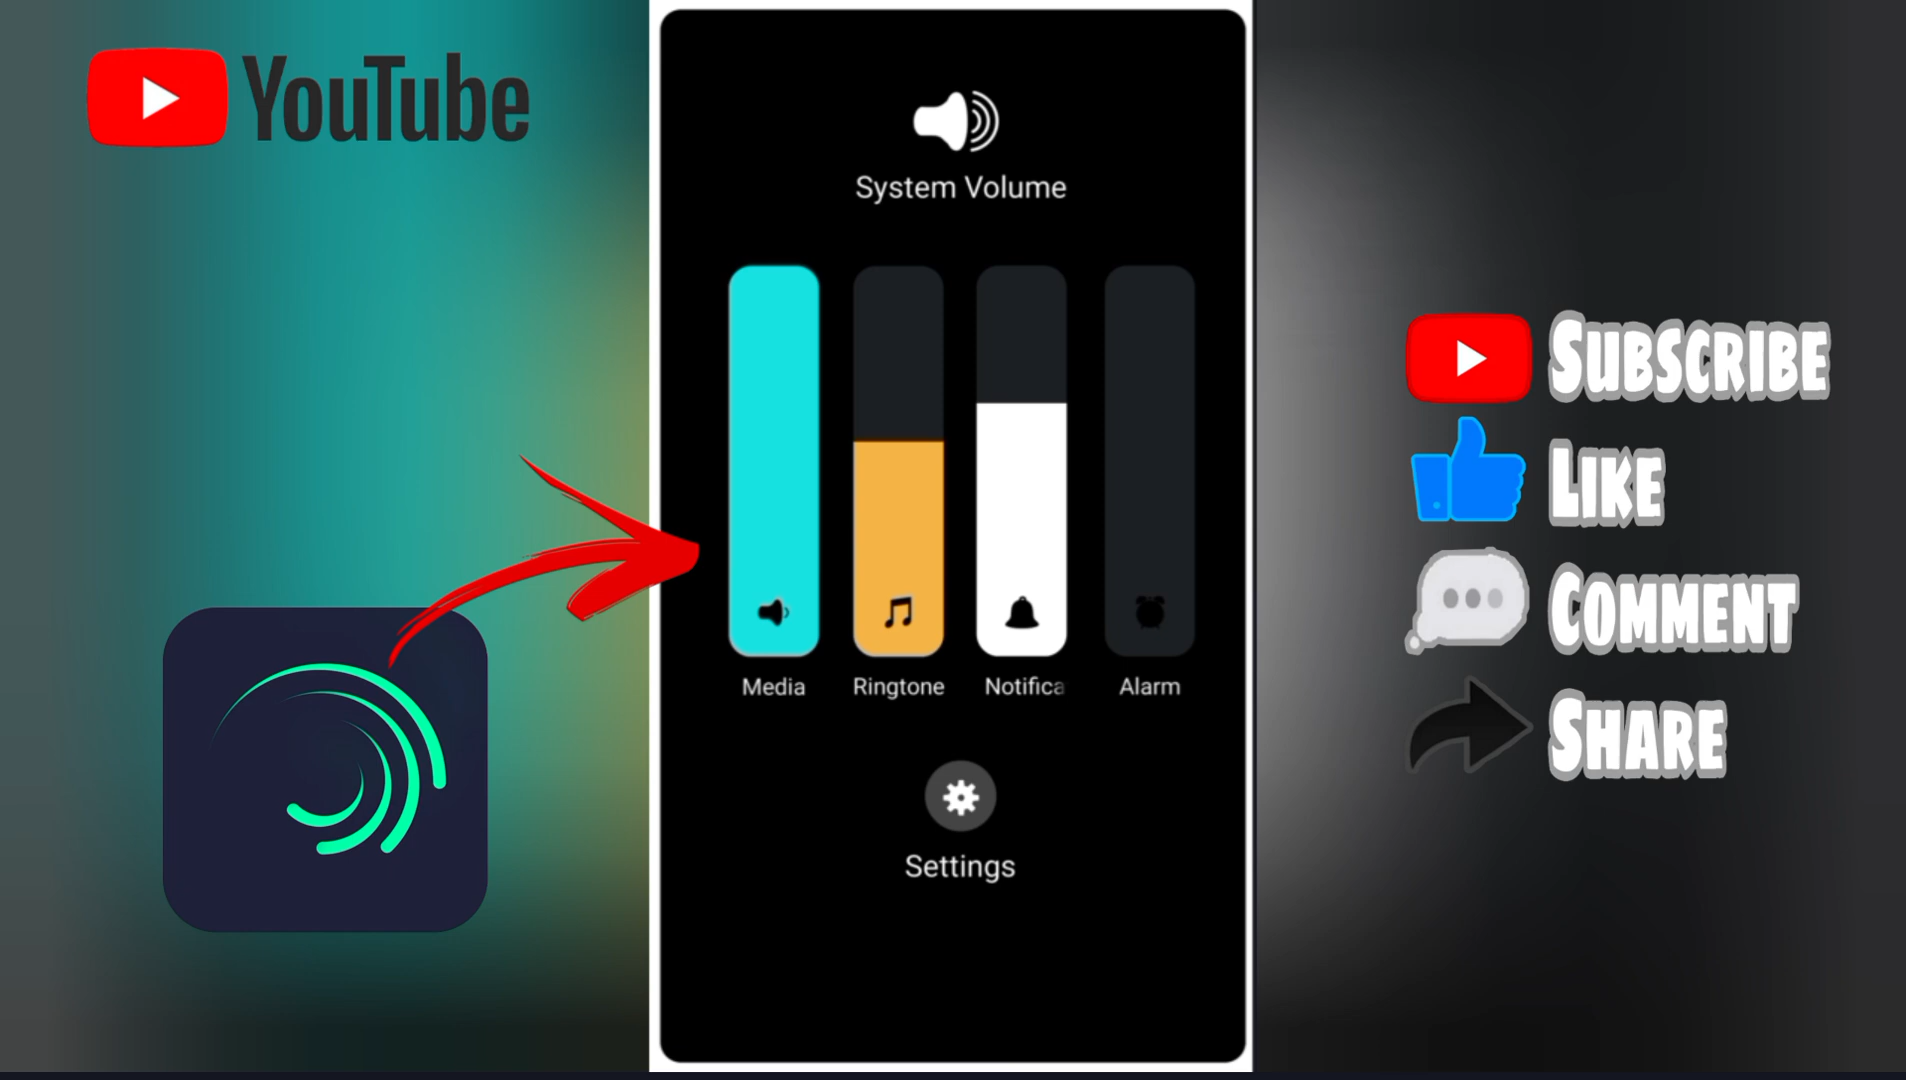 YouTube
System Volume
Media
Ringtone
Notifica
Alarm
Settings
SUBSCRIBE
LIKE
COMMENT
SHARE